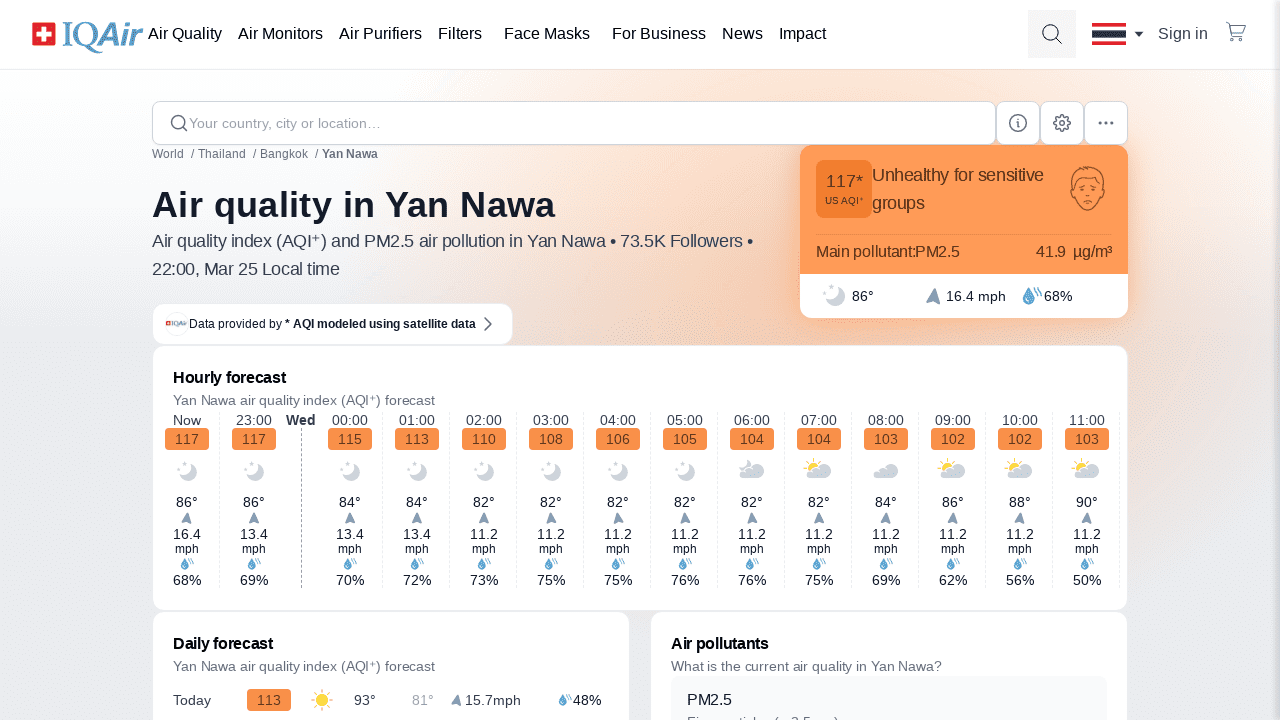 IQAir
Air Quality Air Monitors Air Purifiers Filters Face Masks For Business News Impact Sign in
Your country, city or location…
World / Thailand / Bangkok / Yan Nawa
Air quality in Yan Nawa
Air quality index (AQI⁺) and PM2.5 air pollution in Yan Nawa • 73.5K Followers •
22:00, Mar 25 Local time
117*
US AQI⁺
Unhealthy for sensitive
groups
Main pollutant:PM2.5 41.9 µg/m³
86° 16.4 mph 68%
IQAir Data provided by * AQI modeled using satellite data
Hourly forecast
Yan Nawa air quality index (AQI⁺) forecast
Now 23:00 Wed 00:00 01:00 02:00 03:00 04:00 05:00 06:00 07:00 08:00 09:00 10:00 11:00
117 117 115 113 110 108 106 105 104 104 103 102 102 103
86° 86° 84° 84° 82° 82° 82° 82° 82° 82° 84° 86° 88° 90°
16.4 13.4 13.4 13.4 11.2 11.2 11.2 11.2 11.2 11.2 11.2 11.2 11.2 11.2
mph mph mph mph mph mph mph mph mph mph mph mph mph mph
68% 69% 70% 72% 73% 75% 75% 76% 76% 75% 69% 62% 56% 50%
Daily forecast
Yan Nawa air quality index (AQI⁺) forecast
Today 113 93° 81° 15.7mph 48%
Air pollutants
What is the current air quality in Yan Nawa?
PM2.5